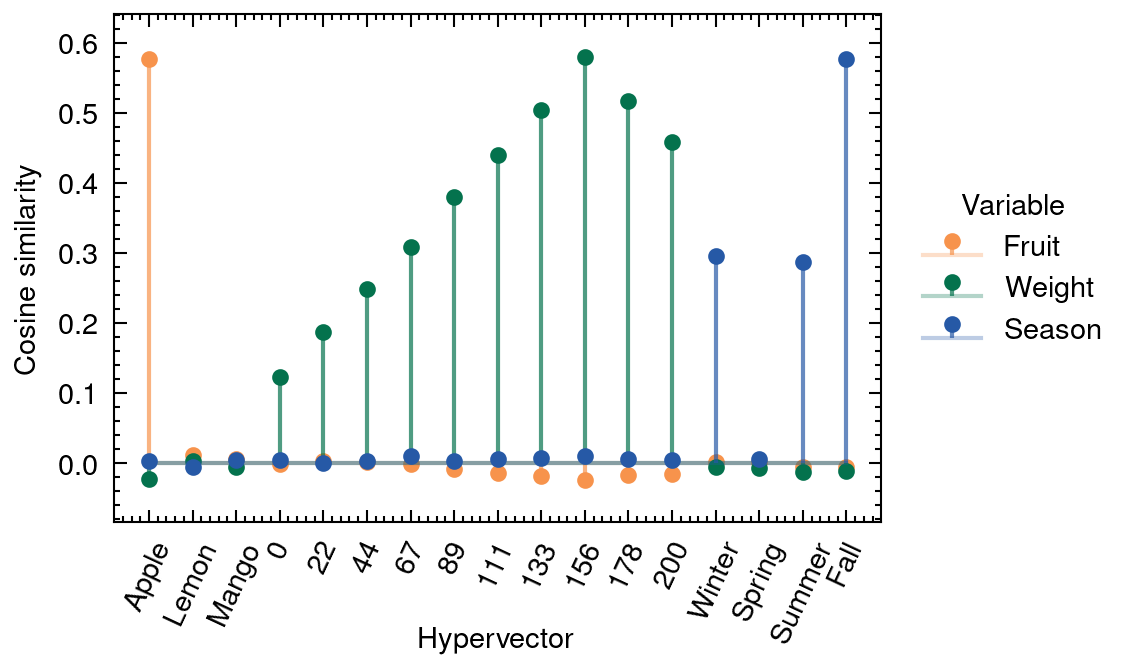 0.6
0.5
0.4
0.3
0.2
0.1
0.0
Cosine similarity
Apple
Lemon
Mango
0
22
44
67
89
111
133
156
178
200
Winter
Spring
Summer
Fall
Hypervector
Variable
Fruit
Weight
Season